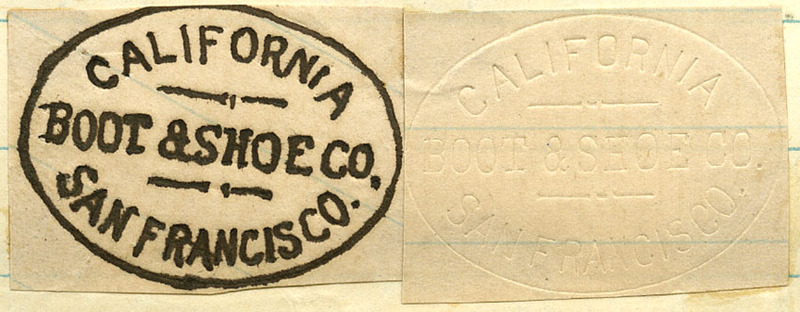 CALIFORNIA
BOOT & SHOE CO.
SAN FRANCISCO.
CALIFORNIA
BOOT & SHOE CO.
SAN FRANCISCO.